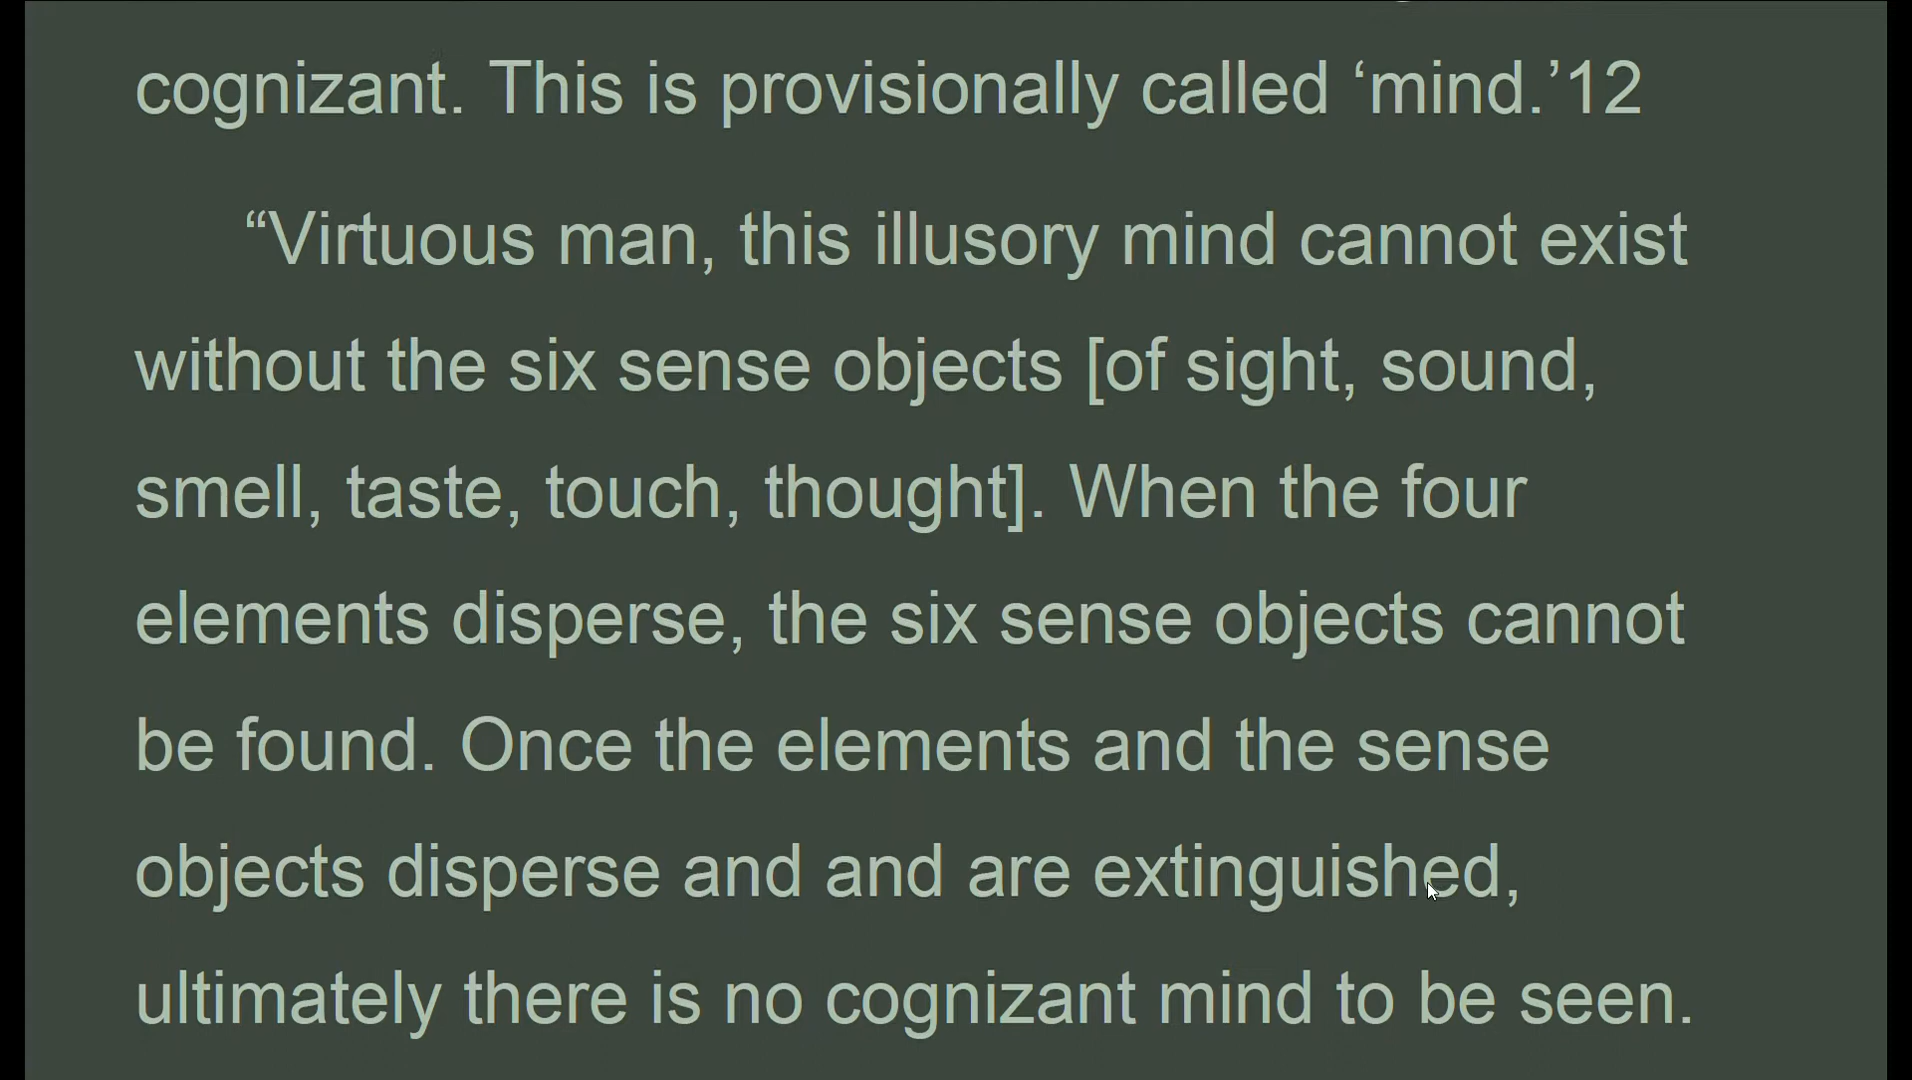 cognizant. This is provisionally called ‘mind.’12
“Virtuous man, this illusory mind cannot exist
without the six sense objects [of sight, sound,
smell, taste, touch, thought]. When the four
elements disperse, the six sense objects cannot
be found. Once the elements and the sense
objects disperse and and are extinguished,
ultimately there is no cognizant mind to be seen.